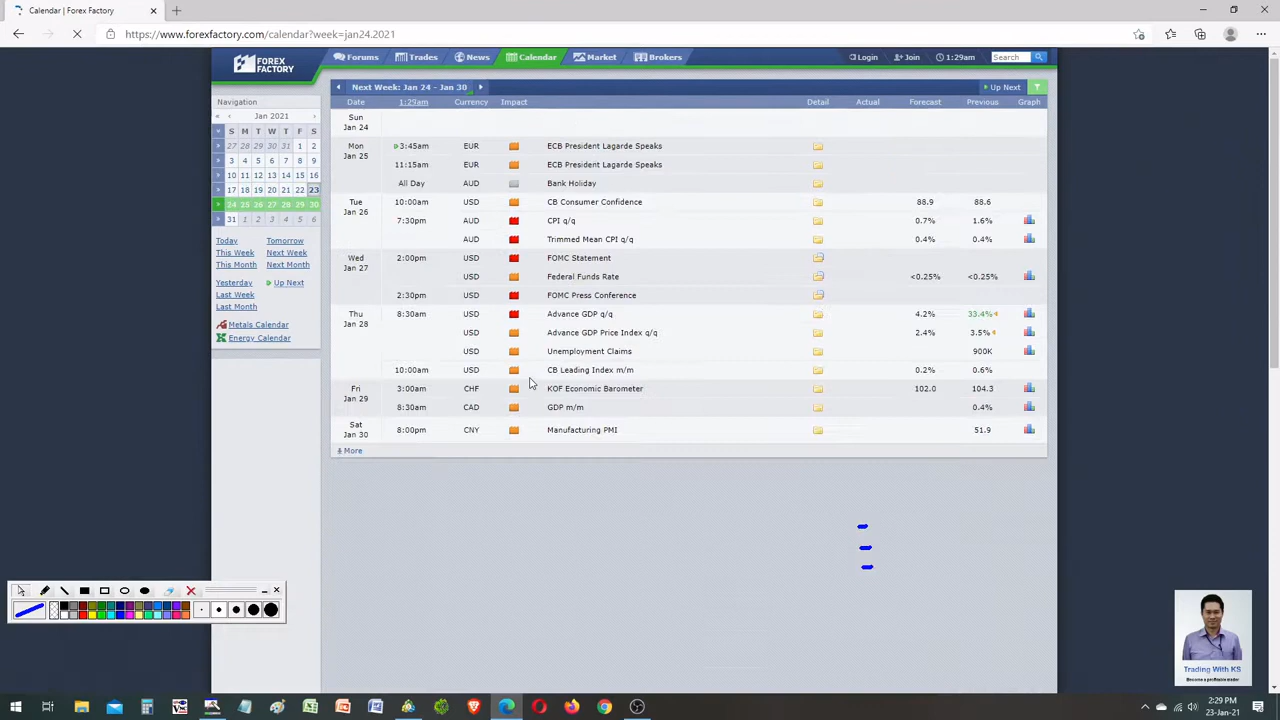 Calendar | Forex Factory
https://www.forexfactory.com/calendar?week=jan24.2021
FOREX FACTORY
Forums Trades News Calendar Market Brokers Login Join 1:29am Search
Navigation
Jan 2021
S M T W T F S
27 28 29 30 31 1 2
3 4 5 6 7 8 9
10 11 12 13 14 15 16
17 18 19 20 21 22 23
24 25 26 27 28 29 30
31 1 2 3 4 5 6
Today Tomorrow
This Week Next Week
This Month Next Month
Yesterday Up Next
Last Week
Last Month
Metals Calendar
Energy Calendar
Next Week: Jan 24 - Jan 30 Up Next
Date 1:29am Currency Impact Detail Actual Forecast Previous Graph
Sun
Jan 24
Mon
Jan 25
3:45am EUR ECB President Lagarde Speaks
11:15am EUR ECB President Lagarde Speaks
All Day AUD Bank Holiday
Tue
Jan 26
10:00am USD CB Consumer Confidence 88.9 88.6
7:30pm AUD CPI q/q 0.7% 1.6%
AUD Trimmed Mean CPI q/q 0.4% 0.4%
Wed
Jan 27
2:00pm USD FOMC Statement
USD Federal Funds Rate <0.25% <0.25%
2:30pm USD FOMC Press Conference
Thu
Jan 28
8:30am USD Advance GDP q/q 4.2% 33.4%
USD Advance GDP Price Index q/q 2.4% 3.5%
USD Unemployment Claims 900K
10:00am USD CB Leading Index m/m 0.2% 0.6%
Fri
Jan 29
3:00am CHF KOF Economic Barometer 102.0 104.3
8:30am CAD GDP m/m 0.4%
Sat
Jan 30
8:00pm CNY Manufacturing PMI 51.9
More
Trading With KS
Become a profitable trader
2:29 PM
23-Jan-21